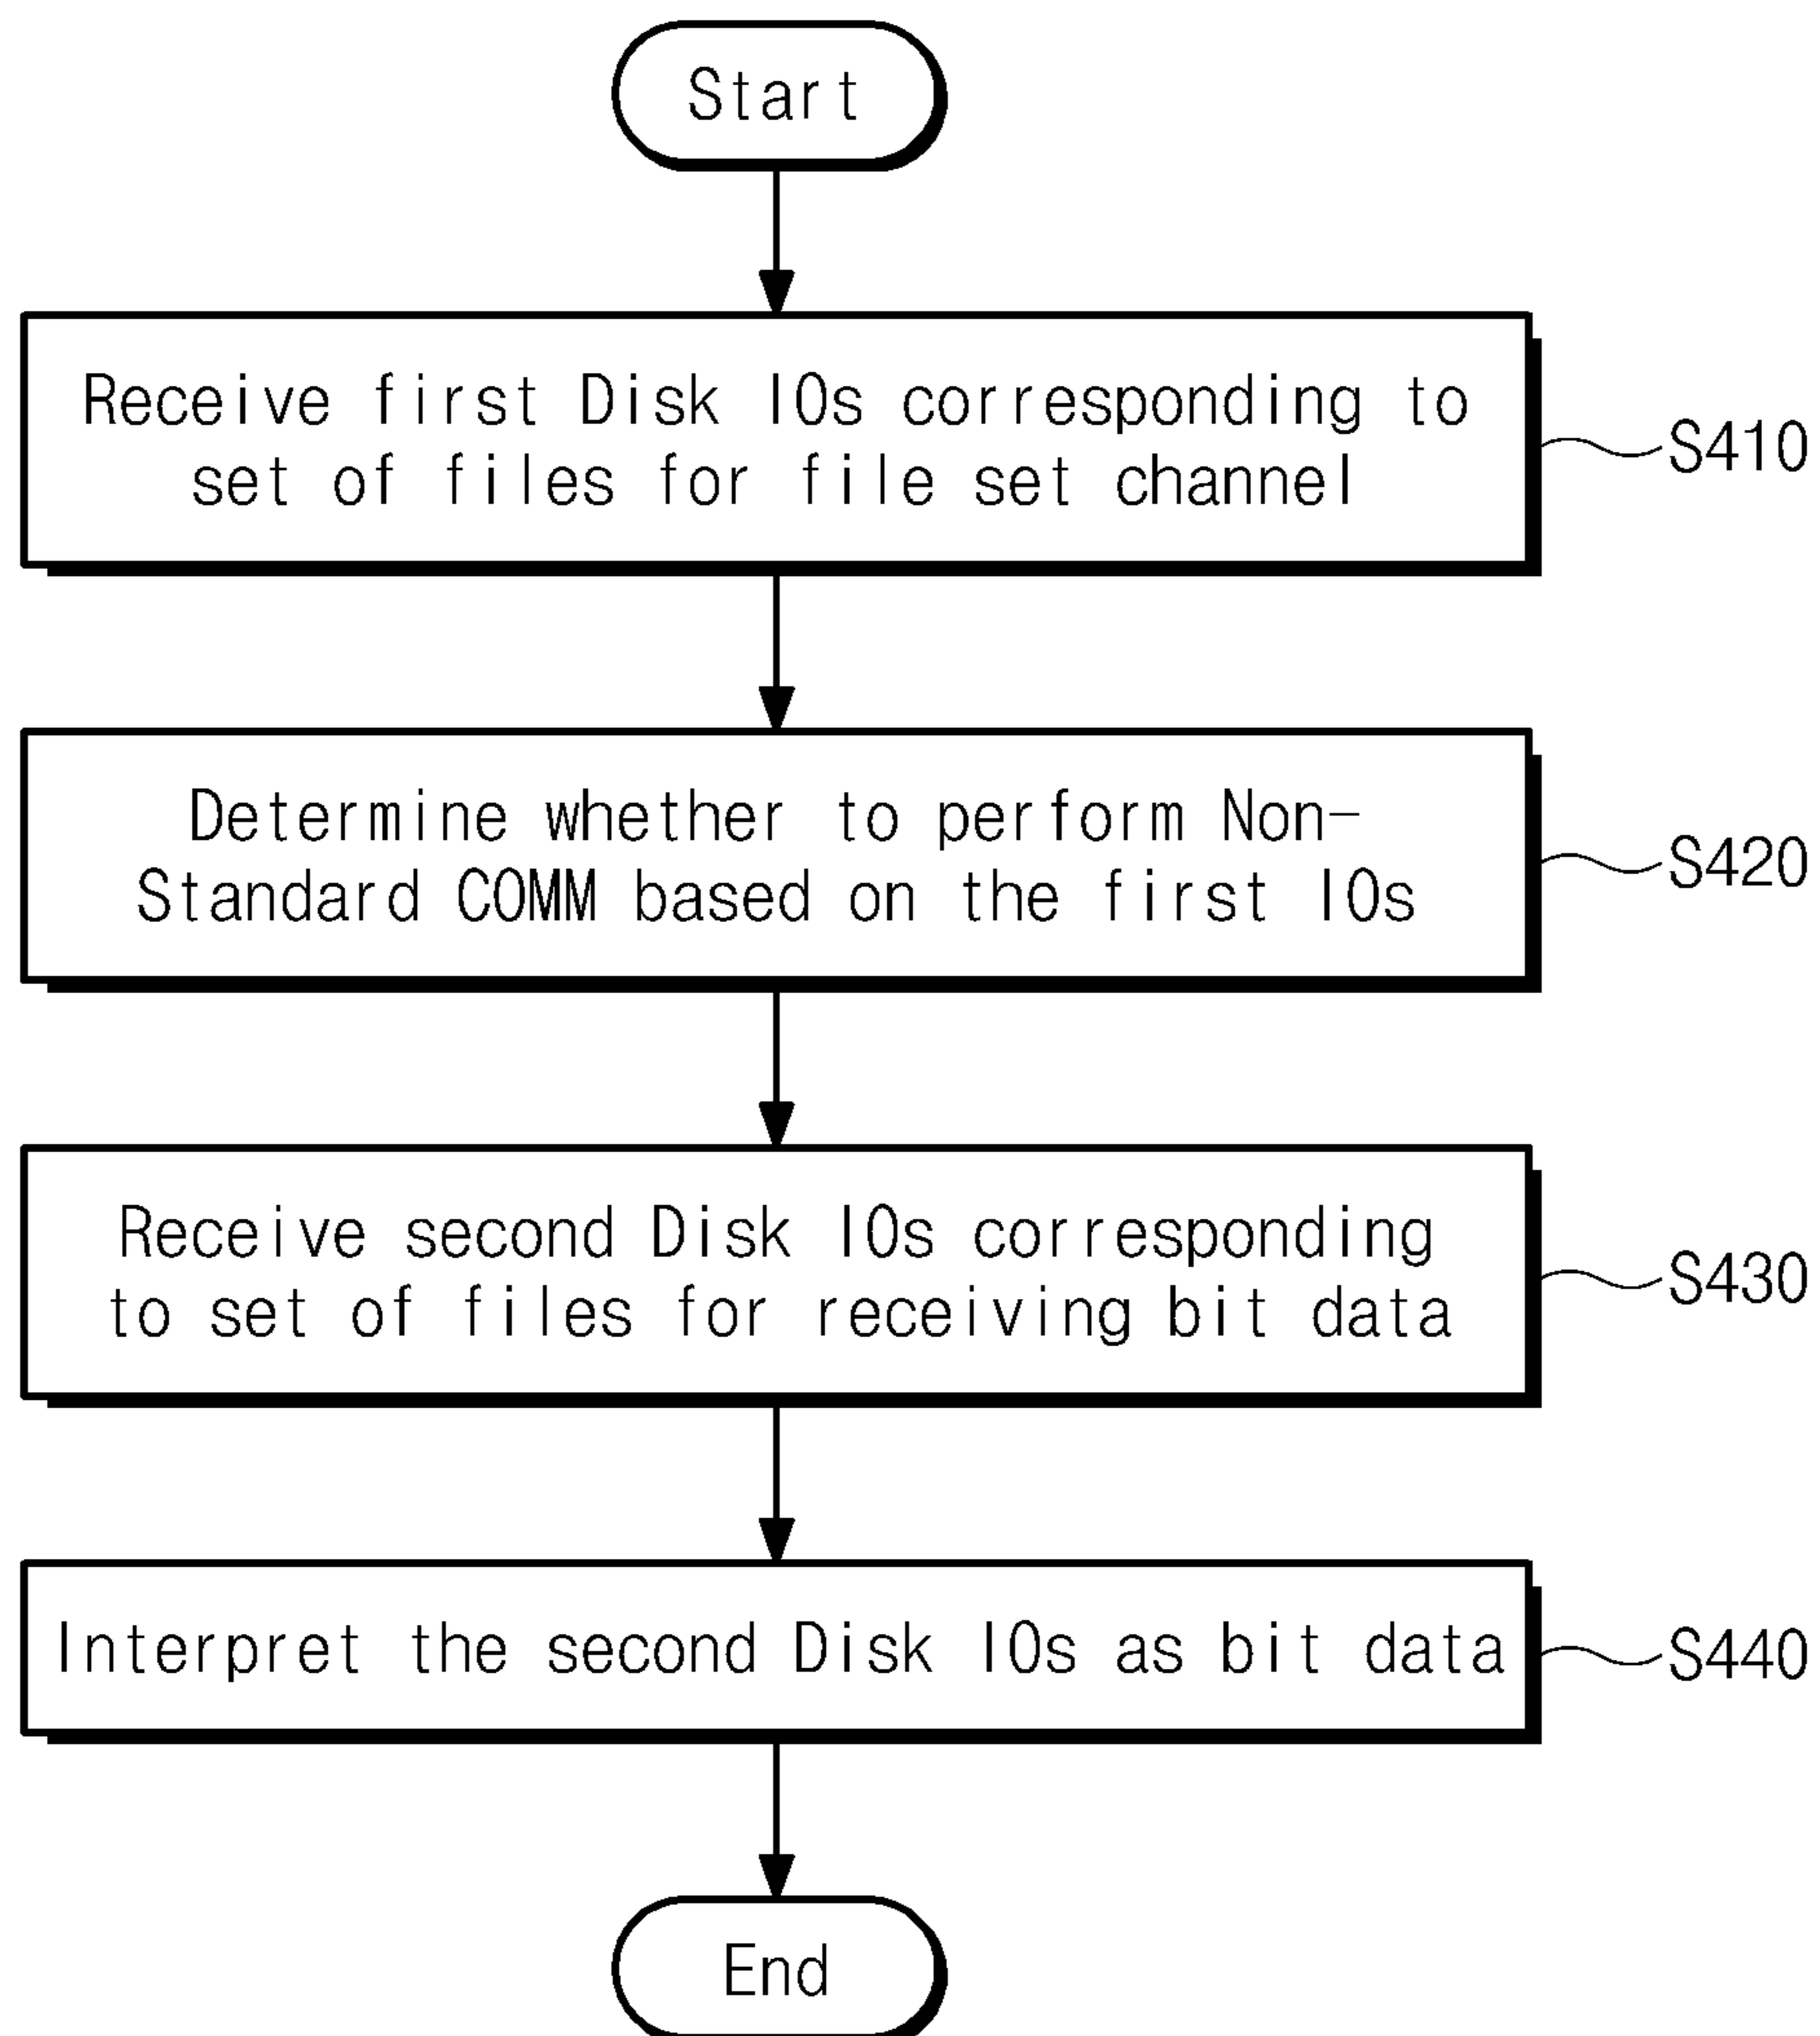 Start
Receive first Disk IOs corresponding to
set of files for file set channel
S410
Determine whether to perform Non-
Standard COMM based on the first IOs
S420
Receive second Disk IOs corresponding
to set of files for receiving bit data
S430
Interpret the second Disk IOs as bit data
S440
End